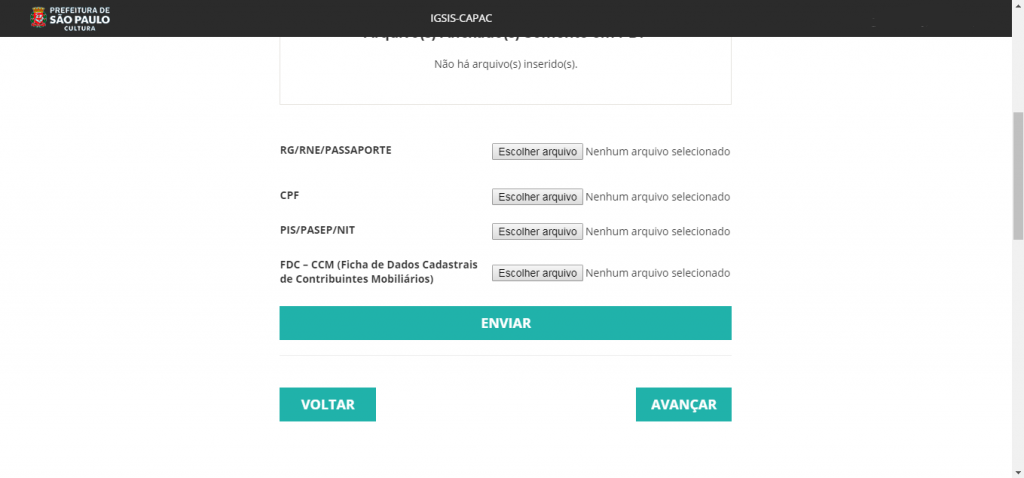 PREFEITURA DE
SÃO PAULO
CULTURA
IGSIS-CAPAC
Não há arquivo(s) inserido(s).
RG/RNE/PASSAPORTE
Escolher arquivo Nenhum arquivo selecionado
CPF
Escolher arquivo Nenhum arquivo selecionado
PIS/PASEP/NIT
Escolher arquivo Nenhum arquivo selecionado
FDC – CCM (Ficha de Dados Cadastrais
de Contribuintes Mobiliários)
Escolher arquivo Nenhum arquivo selecionado
ENVIAR
VOLTAR
AVANÇAR